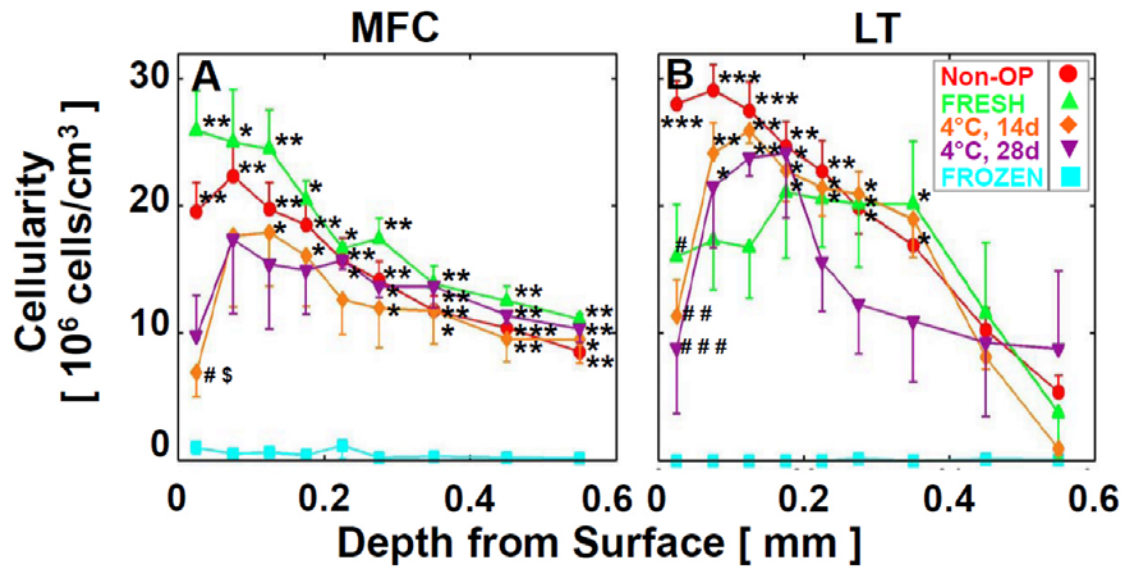 MFC
LT
A
B
Non-OP
FRESH
4°C, 14d
4°C, 28d
FROZEN
30
20
10
0
Cellularity
[ 10⁶ cells/cm³ ]
** * **
** **
** ** * ** * ** ** ** **
* * ** ** ** ** **
* * * *** *
* * ** **
# $
*** ***
*** ** ** ** **
** * ** * * * *
* * * * *
#
# #
# # #
0 0.2 0.4 0.6
0 0.2 0.4 0.6
Depth from Surface [ mm ]